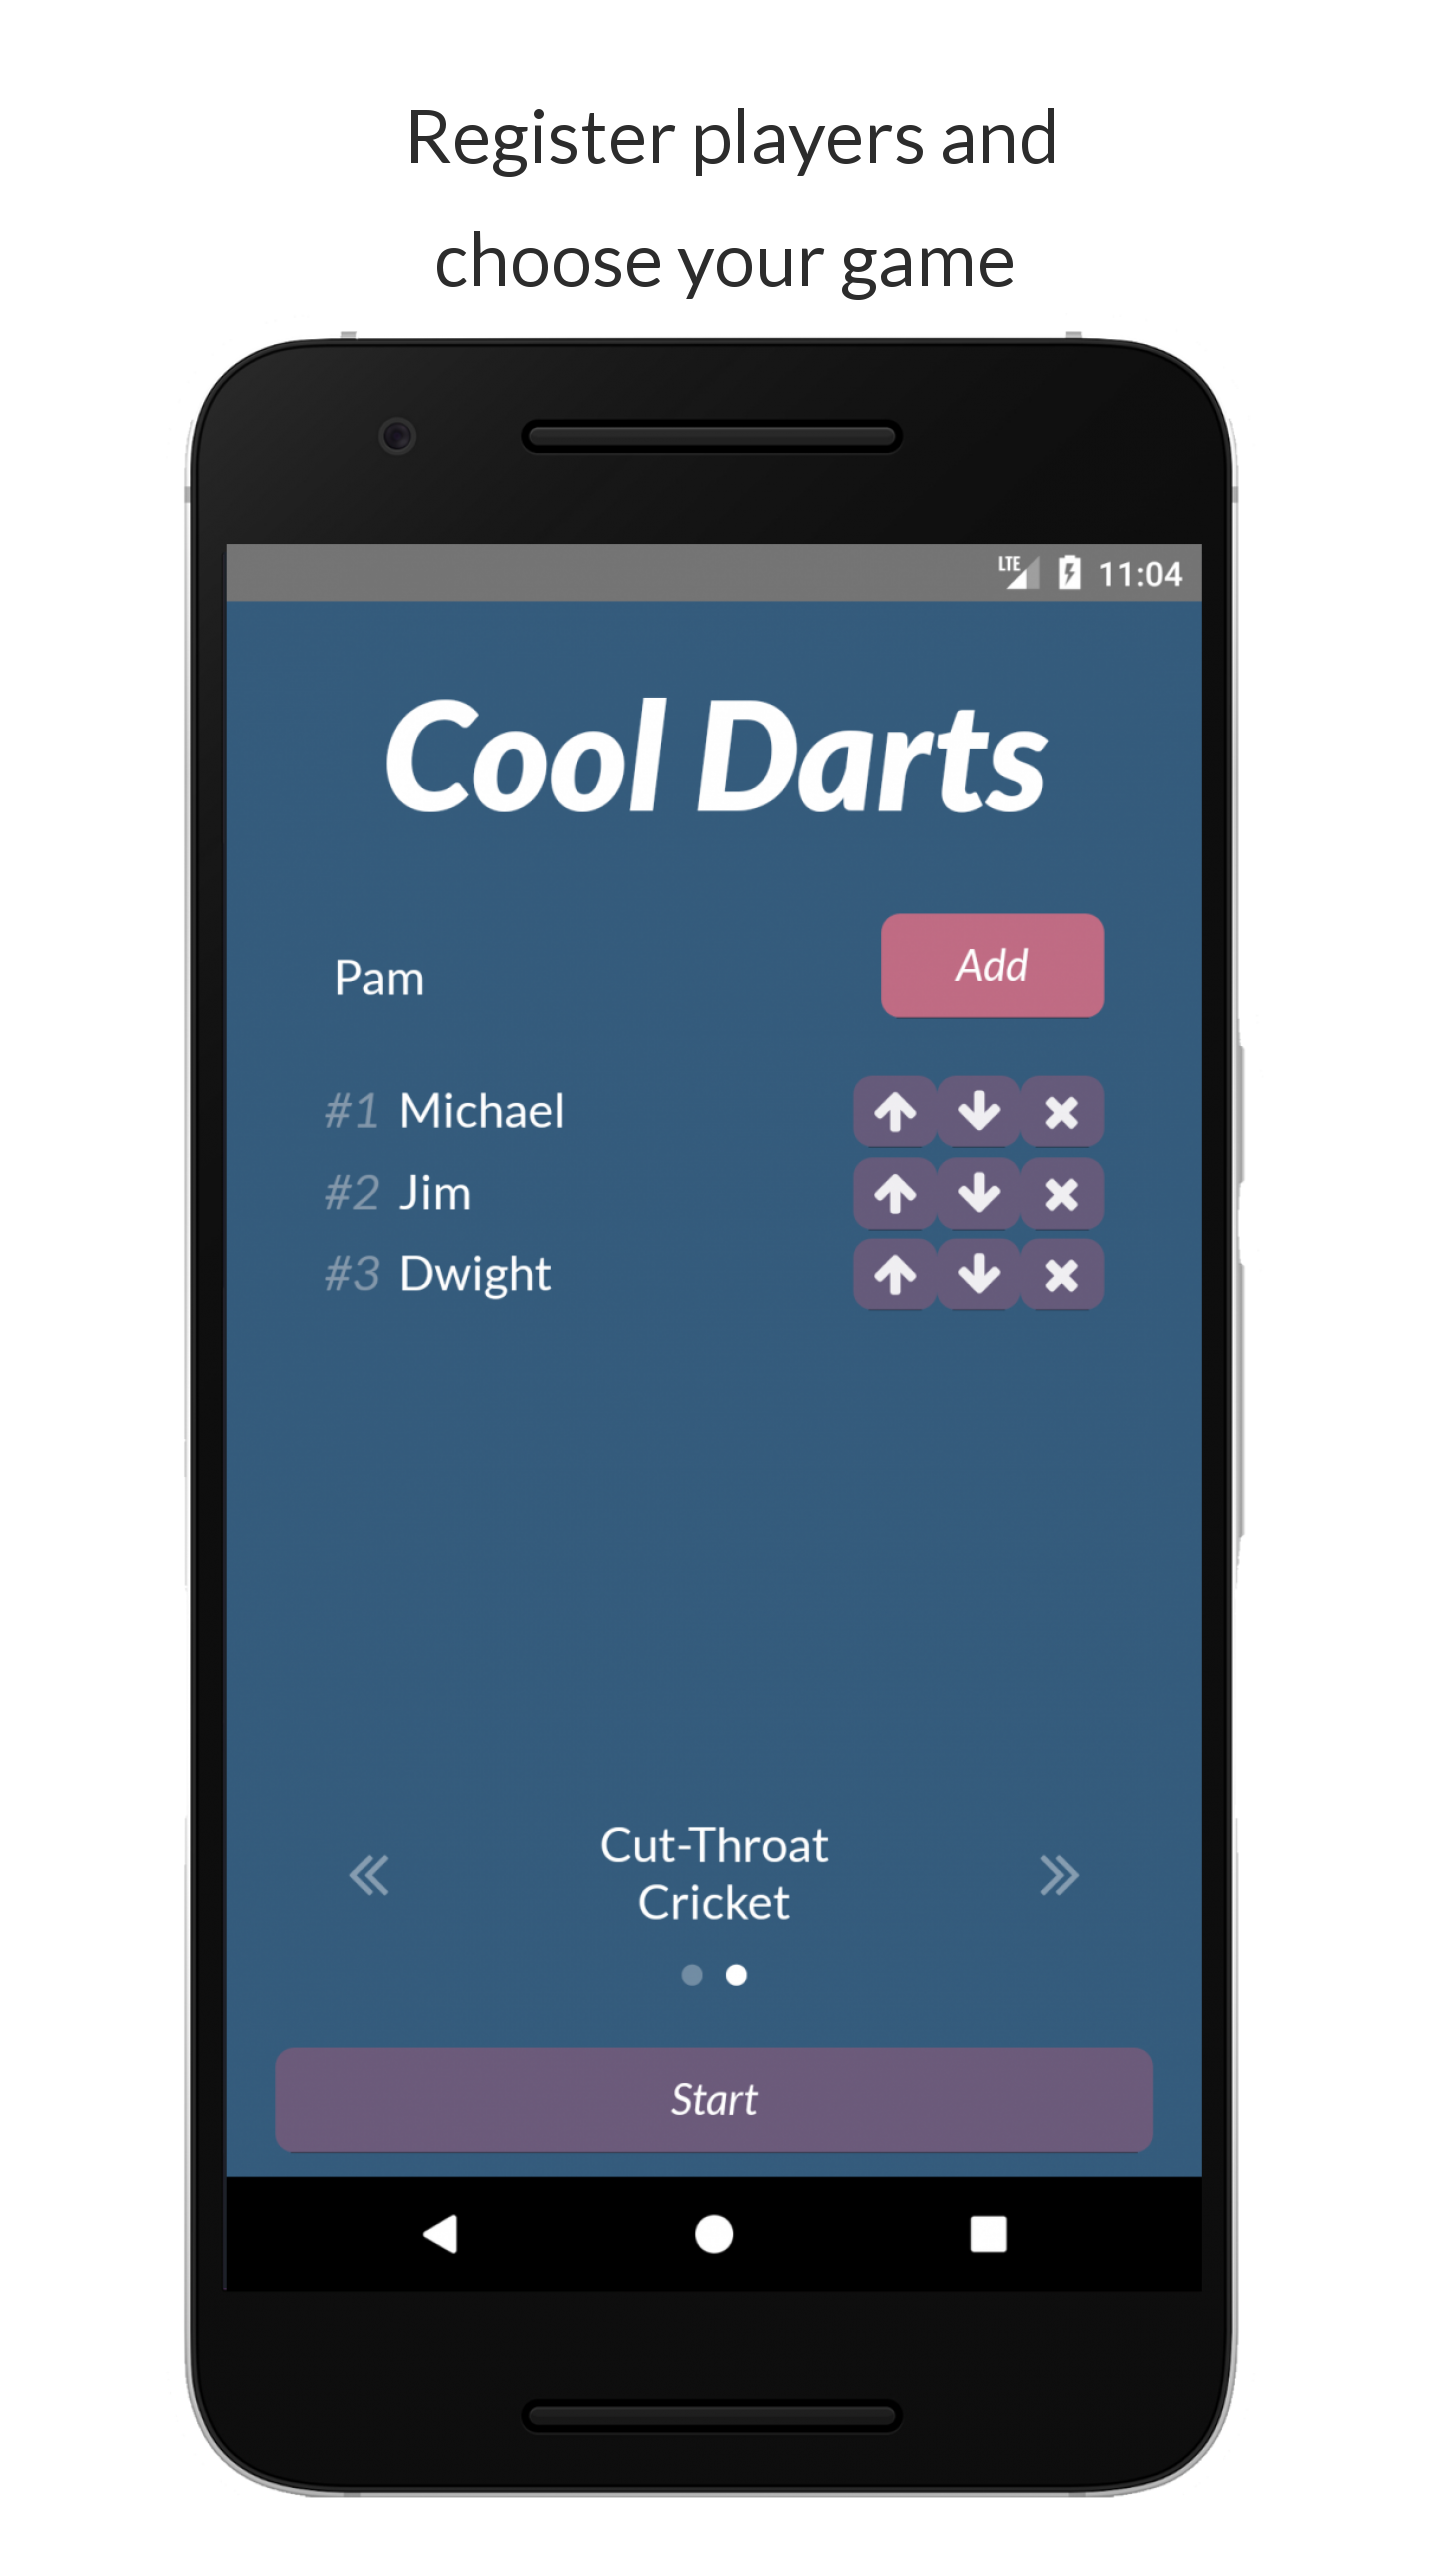 Register players and
choose your game
LTE 11:04
Cool Darts
Pam Add
#1 Michael
#2 Jim
#3 Dwight
Cut-Throat
Cricket
Start